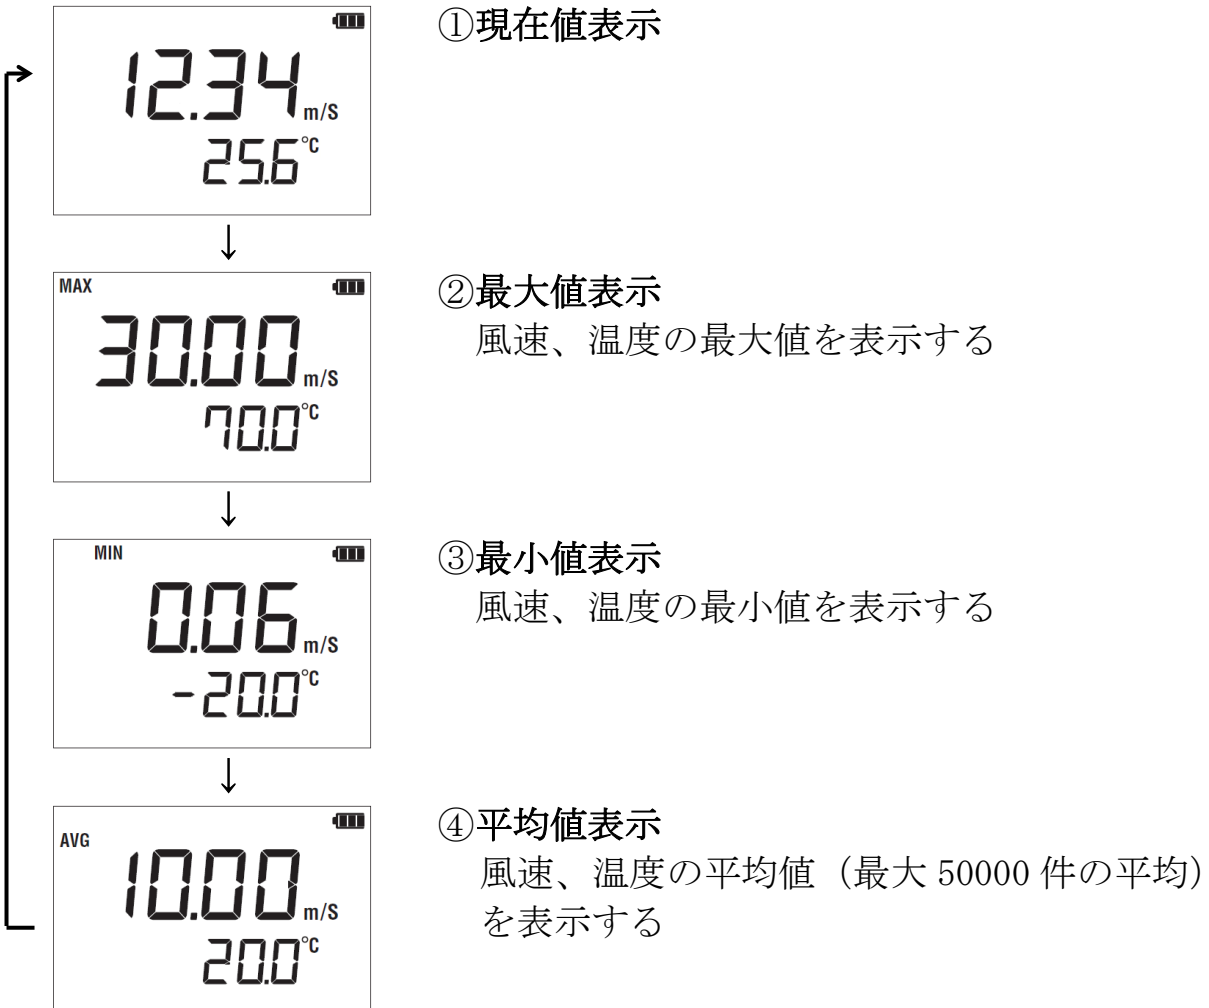 ①現在値表示
12.34 m/S
25.6 ℃
↓
②最大値表示
MAX
風速、温度の最大値を表示する
30.00 m/S
70.0 ℃
↓
③最小値表示
MIN
風速、温度の最小値を表示する
0.06 m/S
-20.0 ℃
↓
④平均値表示
AVG
風速、温度の平均値（最大 50000 件の平均）
を表示する
10.00 m/S
20.0 ℃